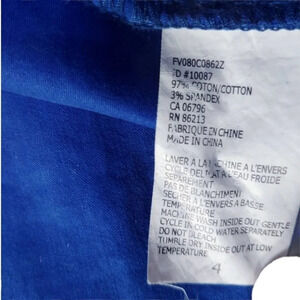 FV080C0862Z
ID #10087
97% COTON/COTTON
3% SPANDEX
CA 06796
RN 86213
FABRIQUE EN CHINE
MADE IN CHINA
LAVER A LA MACHINE A L'ENVERS
CYCLE DELICAT A L'EAU FROIDE
SEPAREMENT
PAS DE BLANCHIMENT
SECHER A L'ENVERS A BASSE
TEMPERATURE
MACHINE WASH INSIDE OUT GENTLE
CYCLE IN COLD WATER SEPARATELY
DO NOT BLEACH
TUMBLE DRY INSIDE OUT AT LOW
TEMPERATURE
4